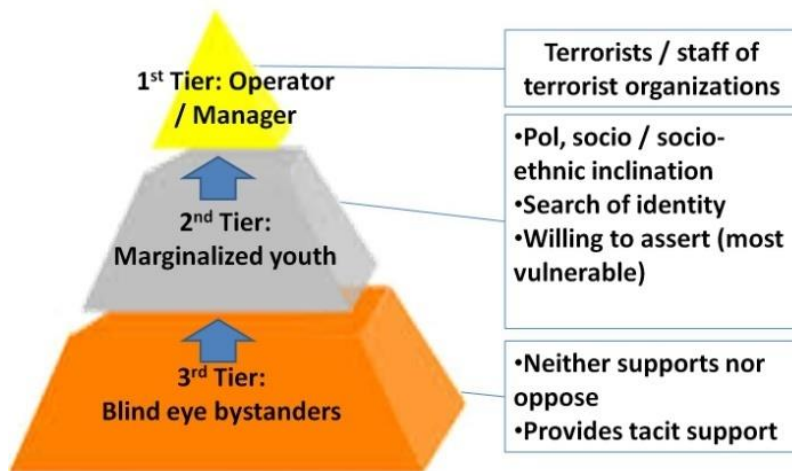 1st Tier: Operator
/ Manager
Terrorists / staff of
terrorist organizations
2nd Tier:
Marginalized youth
•Pol, socio / socio-
ethnic inclination
•Search of identity
•Willing to assert (most
vulnerable)
3rd Tier:
Blind eye bystanders
•Neither supports nor
oppose
•Provides tacit support